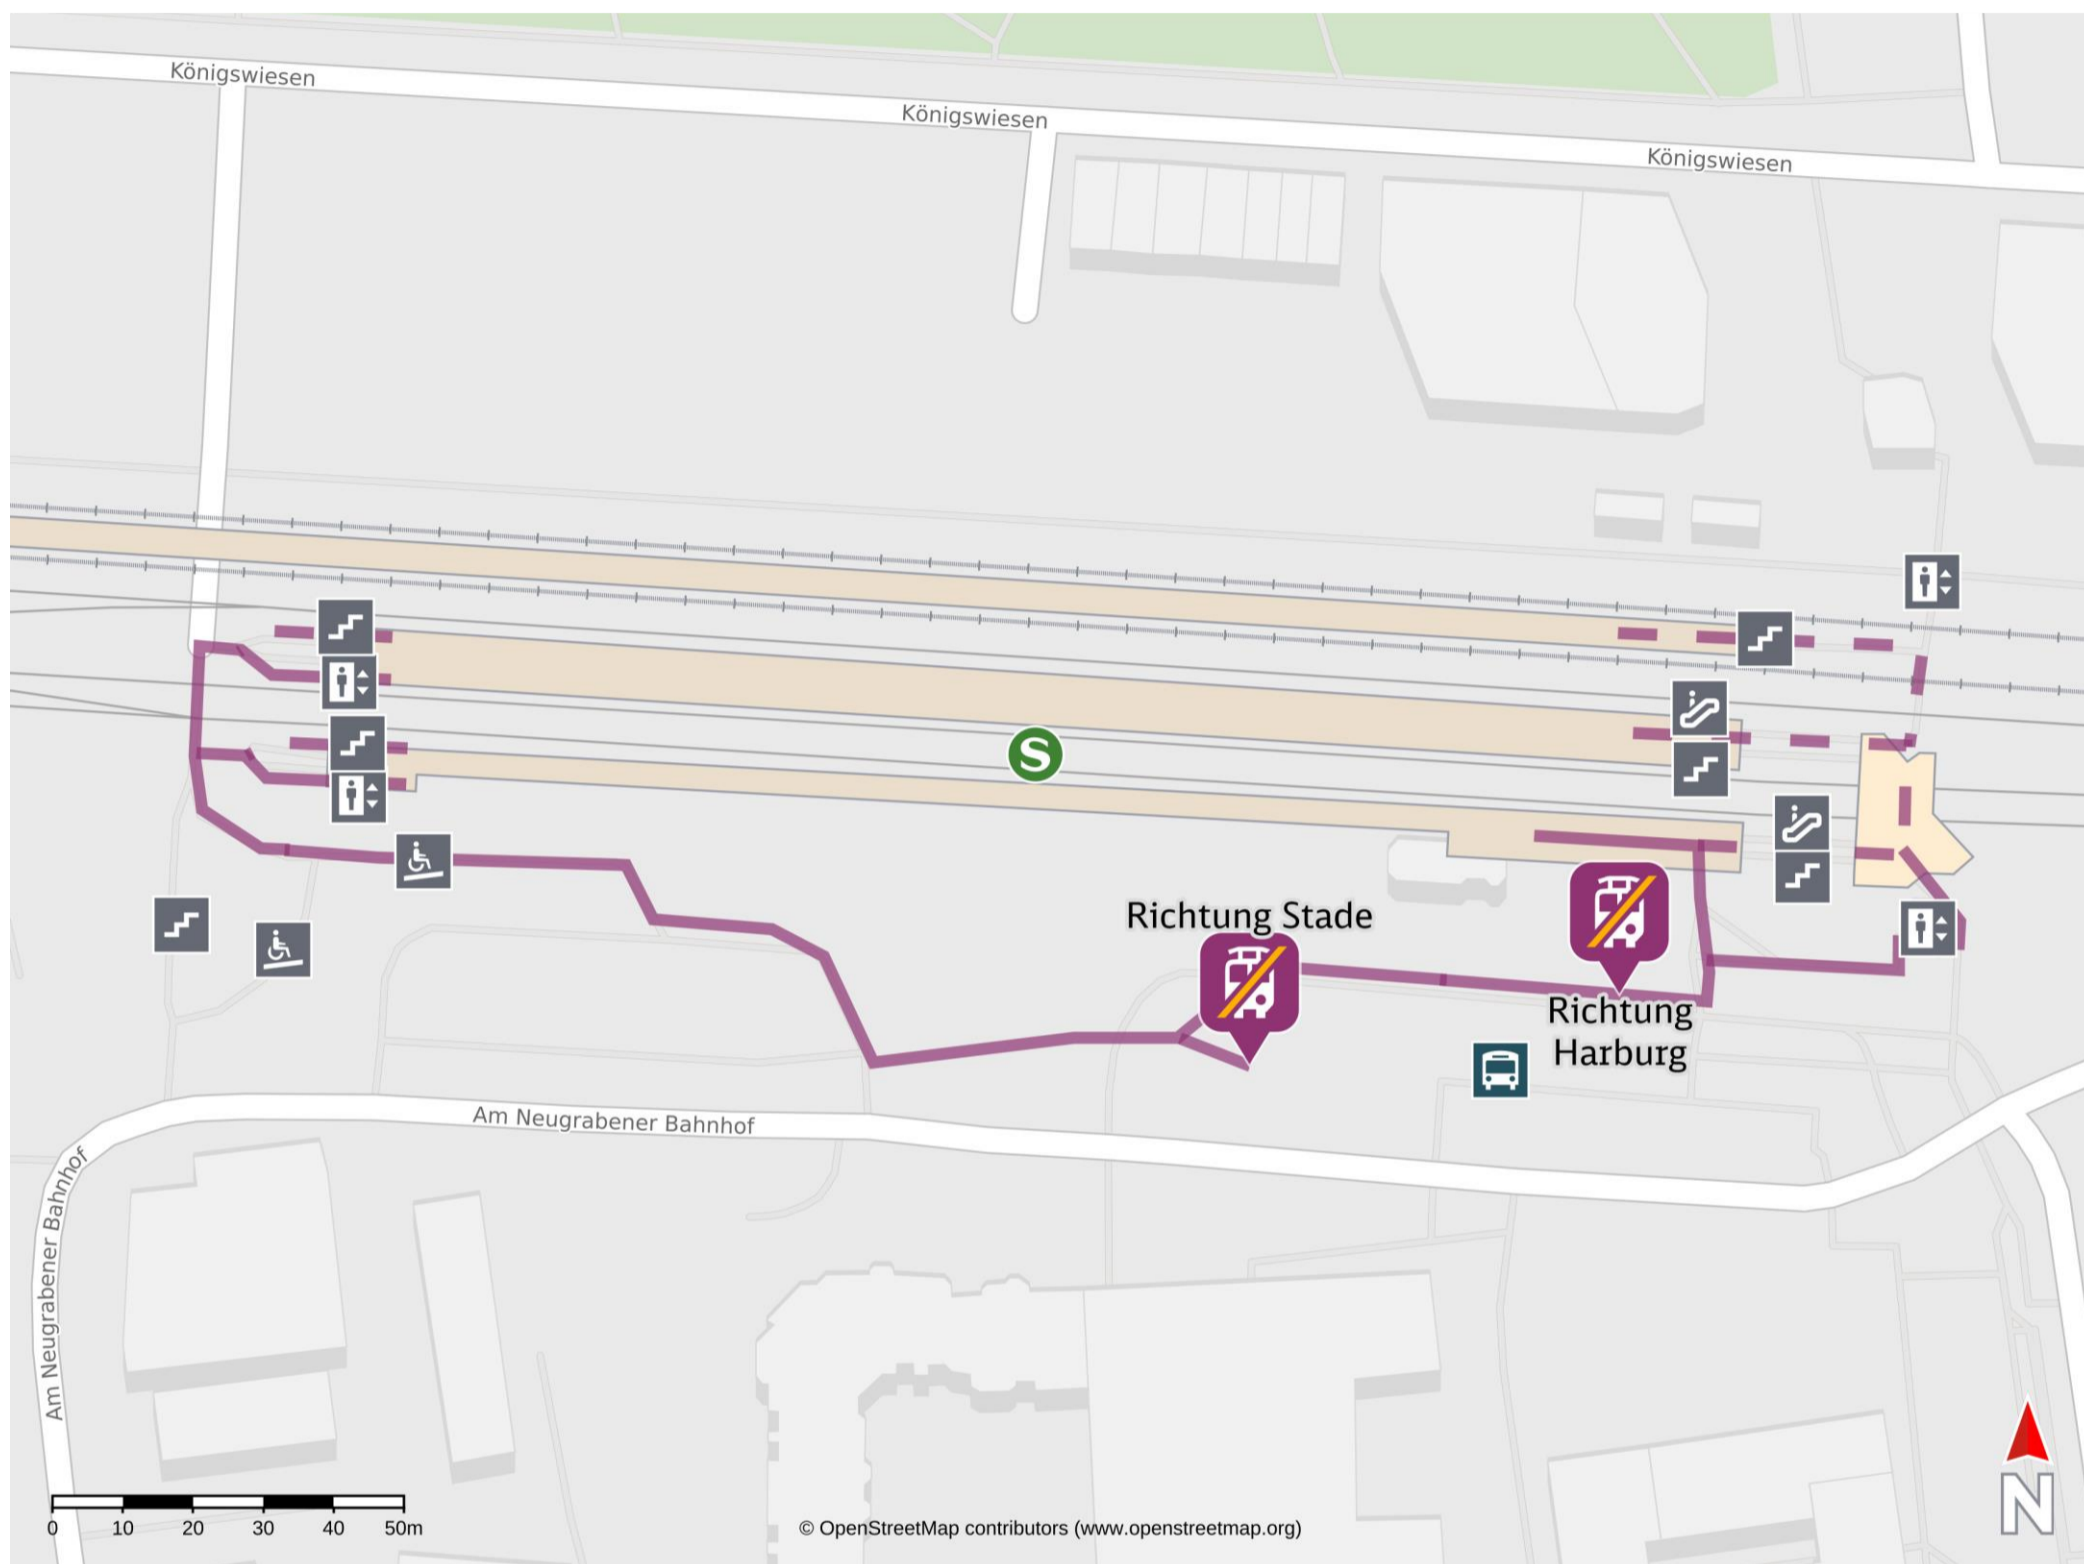 Königswiesen
Königswiesen
Königswiesen
S
Richtung Stade
Richtung
Harburg
Am Neugrabener Bahnhof
Am Neugrabener Bahnhof
0 10 20 30 40 50m
© OpenStreetMap contributors (www.openstreetmap.org)
N